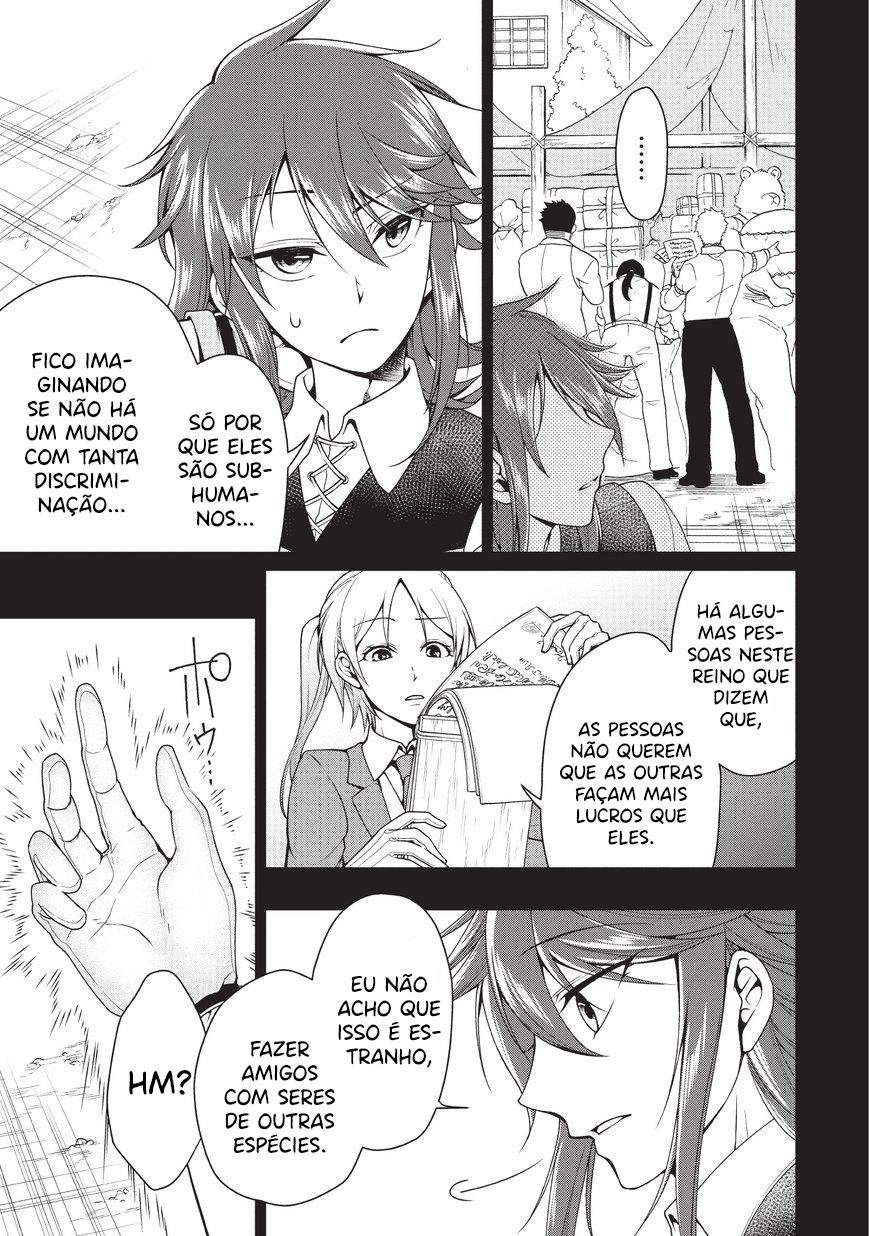 ......
SÓ POR
QUE ELES
SÃO SUB-
HUMA-
NOS...
FICO IMA-
GINANDO
SE NÃO HÁ
UM MUNDO
COM TANTA
DISCRIMI-
NAÇÃO...
HÁ ALGU-
MAS PES-
SOAS NESTE
REINO QUE
DIZEM
QUE,
AS PESSOAS
NÃO QUEREM
QUE AS OUTRAS
FAÇAM MAIS
LUCROS QUE
ELES.
EU NÃO
ACHO QUE
ISSO É ES-
TRANHO,
FAZER
AMIGOS
COM SERES
DE OUTRAS
ESPÉCIES.
ポゥ…
HM?